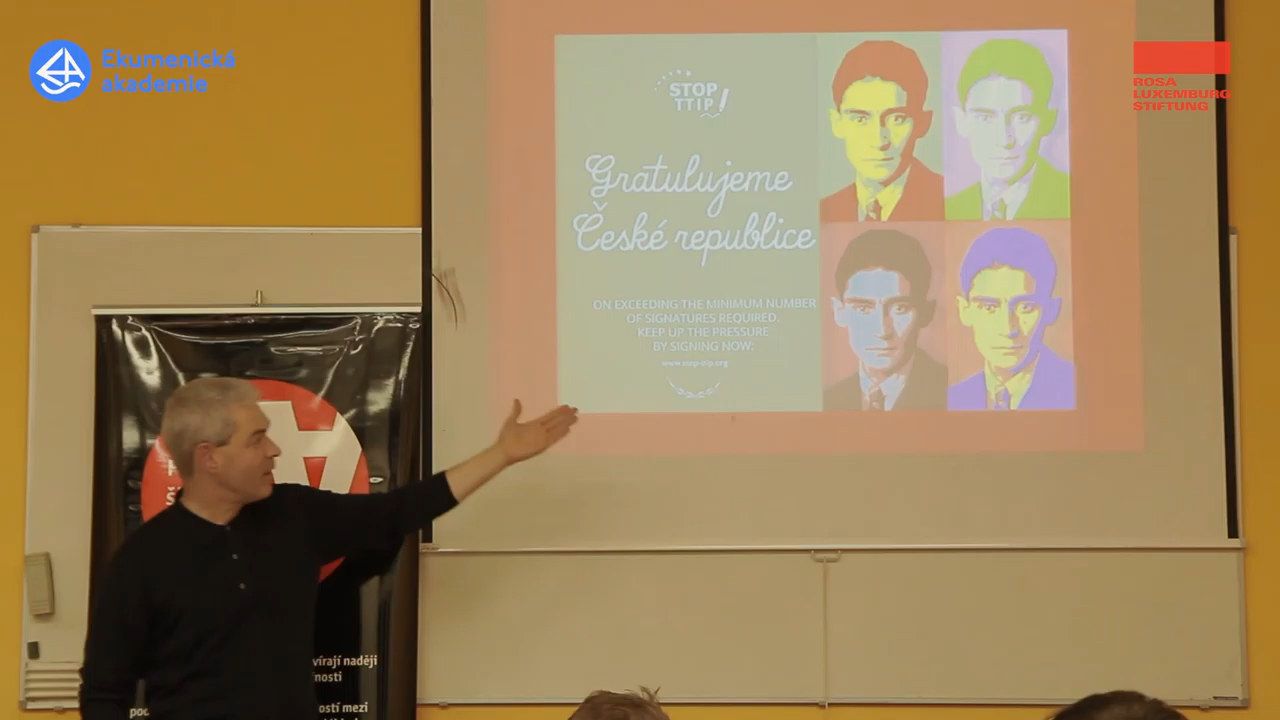 Ekumenická
akademie
ROSA
LUXEMBURG
STIFTUNG
STOP
TTIP!
Gratulujeme
České republice
ON EXCEEDING THE MINIMUM NUMBER
OF SIGNATURES REQUIRED.
KEEP UP THE PRESSURE
BY SIGNING NOW:
www.stop-ttip.org
vírají naději
nosti
ostí mezi